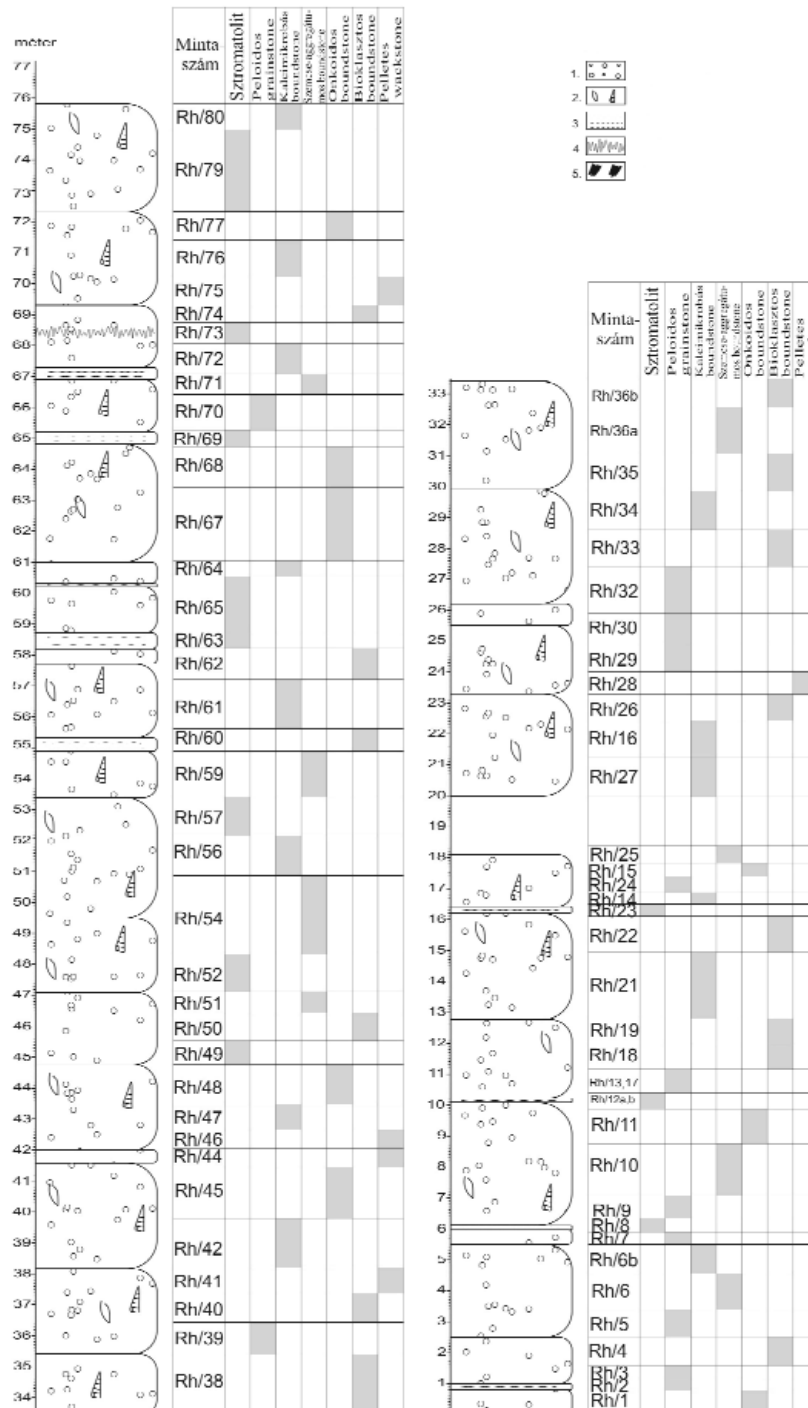 méter
77
76
75
74
73
72
71
70
69
68
67
66
65
64
63
62
61
60
59
58
57
56
55
54
53
52
51
50
49
48
47
46
45
44
43
42
41
40
39
38
37
36
35
34
Minta-
szám
Sztromatolit
Peloidos
grainstone
Kalcimikrobás
boundstone
Szemcse-aggregátu-
mos boundstone
Onkoidos
boundstone
Bioklasztos
boundstone
Pelletes
wackstone
Rh/80
Rh/79
Rh/77
Rh/76
Rh/75
Rh/74
Rh/73
Rh/72
Rh/71
Rh/70
Rh/69
Rh/68
Rh/67
Rh/64
Rh/65
Rh/63
Rh/62
Rh/61
Rh/60
Rh/59
Rh/57
Rh/56
Rh/54
Rh/52
Rh/51
Rh/50
Rh/49
Rh/48
Rh/47
Rh/46
Rh/44
Rh/45
Rh/42
Rh/41
Rh/40
Rh/39
Rh/38
1.
2.
3
4
5.
33
32
31
30
29
28
27
26
25
24
23
22
21
20
19
18
17
16
15
14
13
12
11
10
9
8
7
6
5
4
3
2
1
Minta-
szám
Sztromatolit
Peloidos
grainstone
Kalcimikrobás
boundstone
Szemcse-aggregátu-
mos boundstone
Onkoidos
boundstone
Bioklasztos
boundstone
Pelletes
Rh/36b
Rh/36a
Rh/35
Rh/34
Rh/33
Rh/32
Rh/30
Rh/29
Rh/28
Rh/26
Rh/16
Rh/27
Rh/25
Rh/15
Rh/24
Rh/14
Rh/23
Rh/22
Rh/21
Rh/19
Rh/18
Rh/13,17
Rh/12a,b
Rh/11
Rh/10
Rh/9
Rh/8
Rh/7
Rh/6b
Rh/6
Rh/5
Rh/4
Rh/3
Rh/2
Rh/1